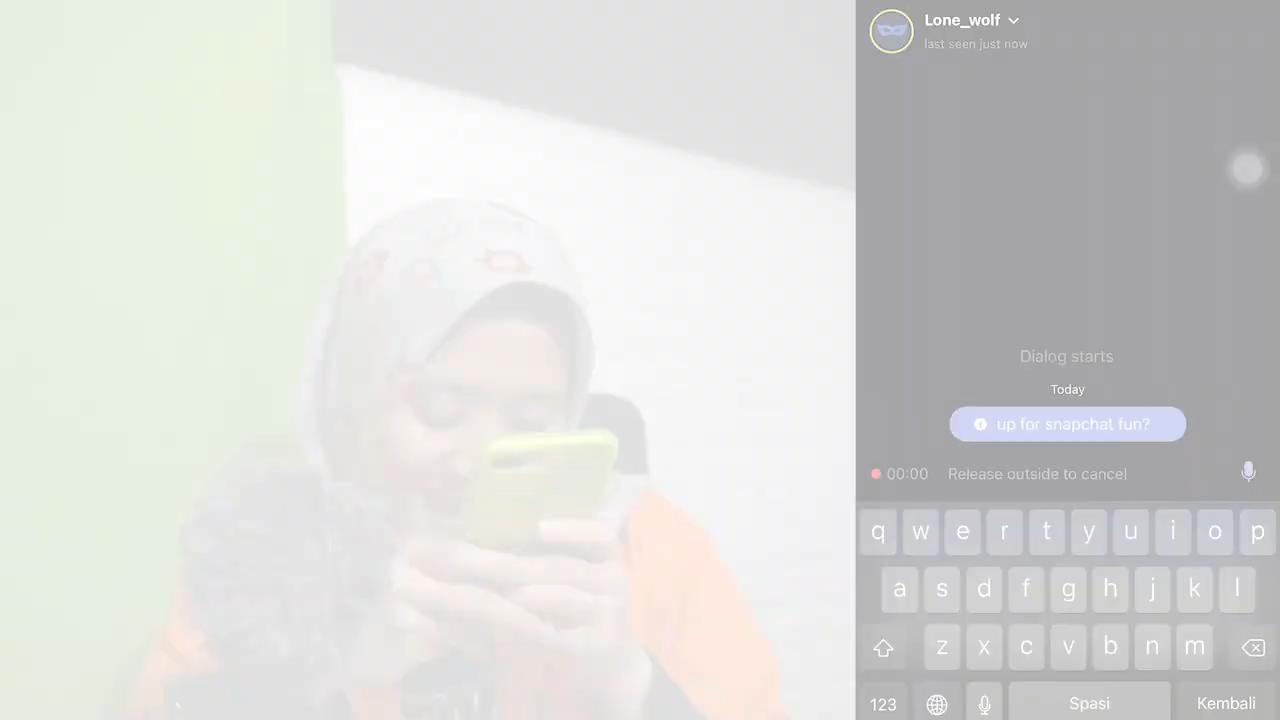 Lone_wolf
last seen just now
Dialog starts
Today
up for snapchat fun?
00:00 Release outside to cancel
q w e r t y u i o p
a s d f g h j k l
z x c v b n m
123 Spasi Kembali